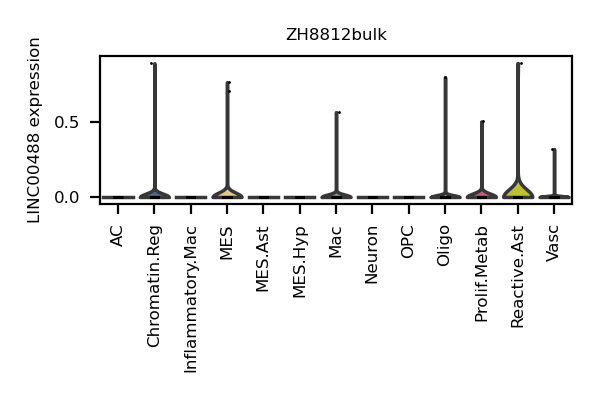 ZH8812bulk
LINC00488 expression
0.5
0.0
AC
Chromatin.Reg
Inflammatory.Mac
MES
MES.Ast
MES.Hyp
Mac
Neuron
OPC
Oligo
Prolif.Metab
Reactive.Ast
Vasc